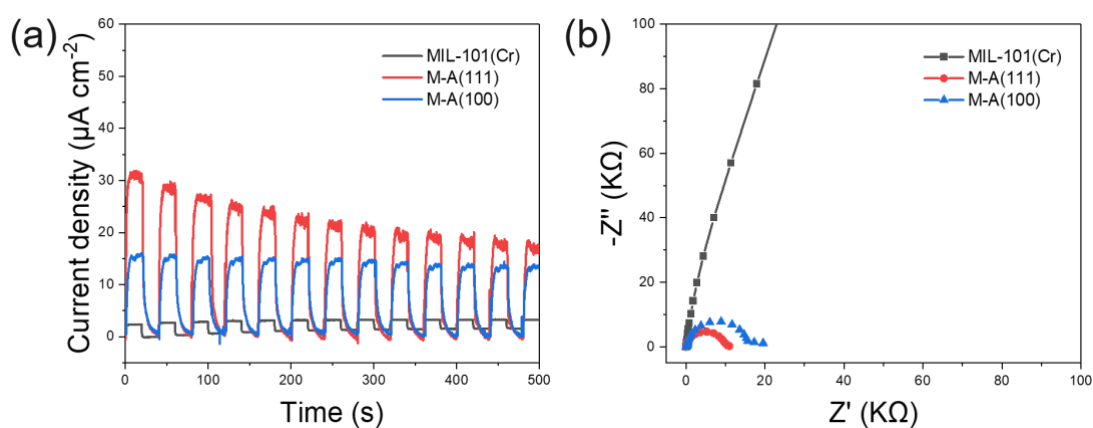 (a)
60
50
40
30
20
10
0
Current density (µA cm⁻²)
MIL-101(Cr)
M-A(111)
M-A(100)
0 100 200 300 400 500
Time (s)
(b)
100
80
60
40
20
0
-Z'' (KΩ)
MIL-101(Cr)
M-A(111)
M-A(100)
0 20 40 60 80 100
Z' (KΩ)